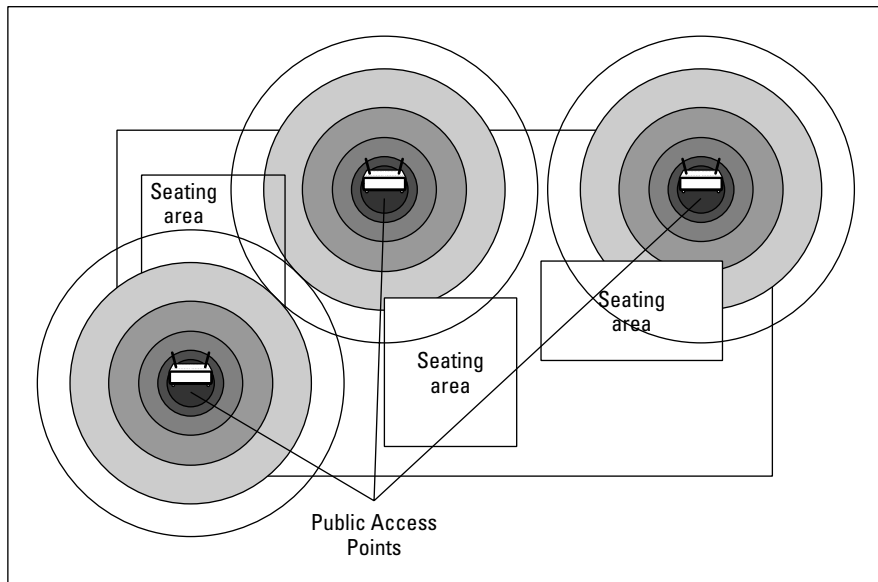 Seating
area
Seating
area
Seating
area
Public Access
Points